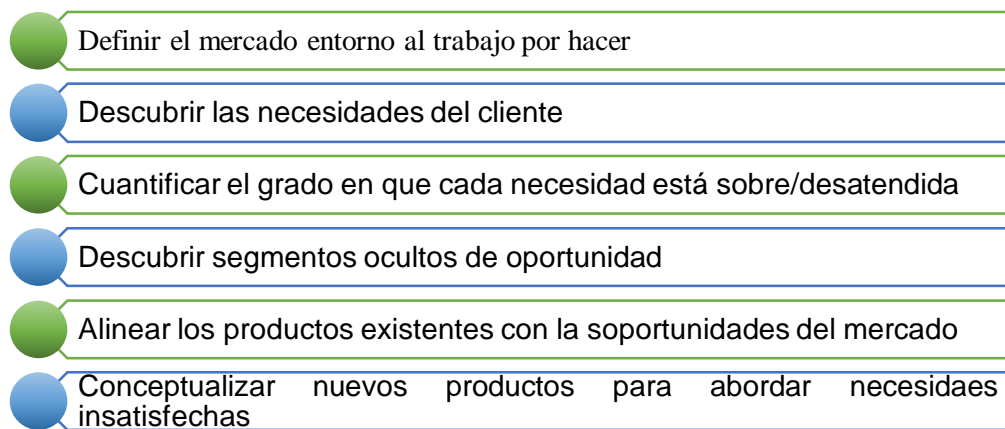 Definir el mercado entorno al trabajo por hacer
Descubrir las necesidades del cliente
Cuantificar el grado en que cada necesidad está sobre/desatendida
Descubrir segmentos ocultos de oportunidad
Alinear los productos existentes con la soportunidades del mercado
Conceptualizar nuevos productos para abordar necesidaes
insatisfechas